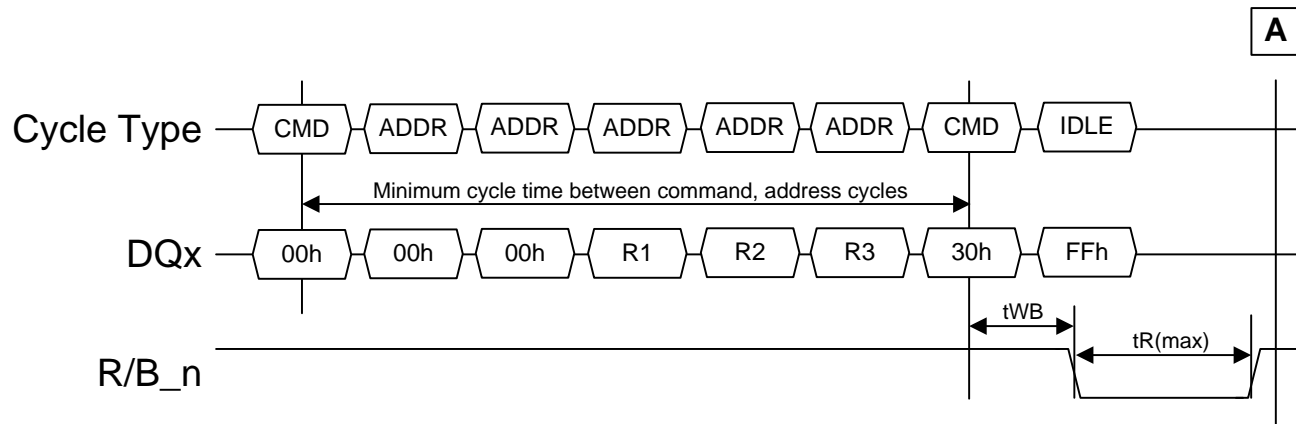 A
Cycle Type CMD ADDR ADDR ADDR ADDR ADDR CMD IDLE
Minimum cycle time between command, address cycles
DQx 00h 00h 00h R1 R2 R3 30h FFh
tWB
tR(max)
R/B_n